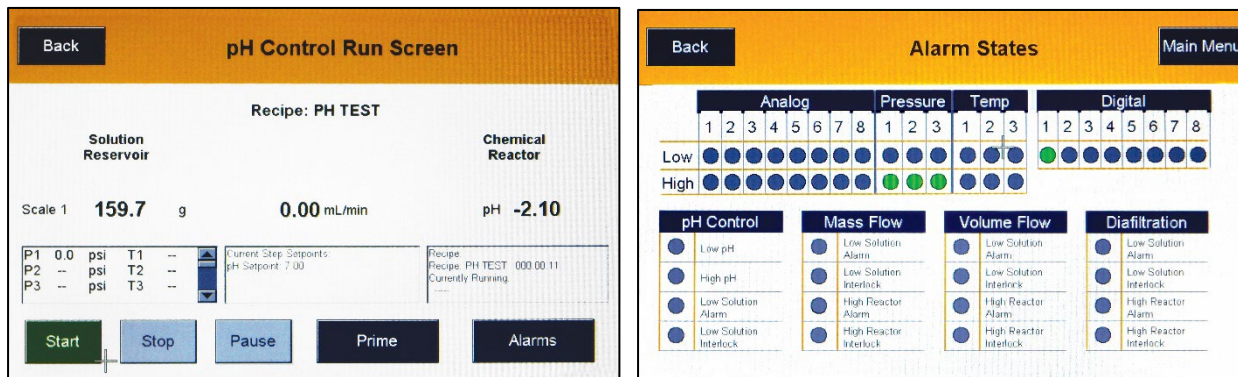 Back
pH Control Run Screen
Recipe: PH TEST
Solution
Reservoir
Chemical
Reactor
Scale 1 159.7 g
0.00 mL/min
pH -2.10
P1 0.0 psi T1 --
P2 -- psi T2 --
P3 -- psi T3 --
Current Step Setpoints:
pH Setpoint: 7.00
Recipe
Recipe: PH TEST 000:00:11
Currently Running:
----
Start
Stop
Pause
Prime
Alarms
Back
Alarm States
Main Menu
Analog Pressure Temp Digital
1 2 3 4 5 6 7 8 1 2 3 1 2 3 1 2 3 4 5 6 7 8
Low
High
pH Control
Low pH
High pH
Low Solution
Alarm
Low Solution
Interlock
Mass Flow
Low Solution
Alarm
Low Solution
Interlock
High Reactor
Alarm
High Reactor
Interlock
Volume Flow
Low Solution
Alarm
Low Solution
Interlock
High Reactor
Alarm
High Reactor
Interlock
Diafiltration
Low Solution
Alarm
Low Solution
Interlock
High Reactor
Alarm
High Reactor
Interlock